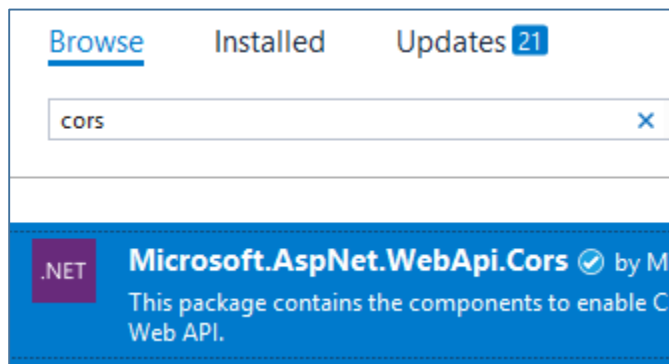 Browse Installed Updates 21
cors
.NET
Microsoft.AspNet.WebApi.Cors by M
This package contains the components to enable C
Web API.